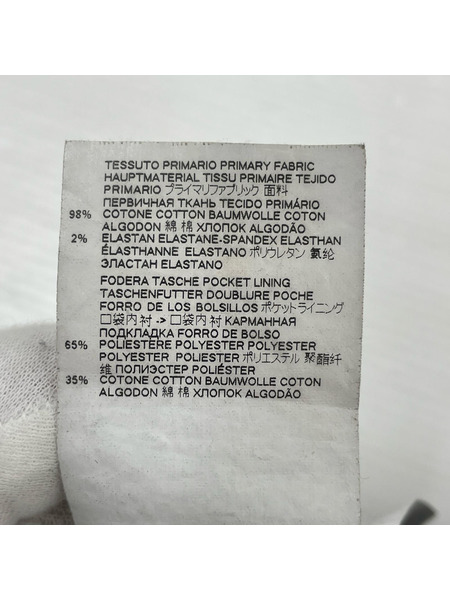 TESSUTO PRIMARIO PRIMARY FABRIC
HAUPTMATERIAL TISSU PRIMAIRE TEJIDO
PRIMARIO プライマリファブリック 面料
ПЕРВИЧНАЯ ТКАНЬ TECIDO PRIMÁRIO
98% COTONE COTTON BAUMWOLLE COTON
ALGODON 綿 棉 ХЛОПОК ALGODÃO
2% ELASTAN ELASTANE-SPANDEX ELASTHAN
ÉLASTHANNE ELASTANO ポリウレタン 氨纶
ЭЛАСТАН ELASTANO
FODERA TASCHE POCKET LINING
TASCHENFUTTER DOUBLURE POCHE
FORRO DE LOS BOLSILLOS ポケットライニング
口袋内衬 -> 口袋内衬 КАРМАННАЯ
ПОДКЛАДКА FORRO DE BOLSO
65% POLIESTERE POLYESTER POLYESTER
POLYESTER POLIESTER ポリエステル 聚酯纤
维 ПОЛИЭСТЕР POLIÉSTER
35% COTONE COTTON BAUMWOLLE COTON
ALGODON 綿 棉 ХЛОПОК ALGODÃO